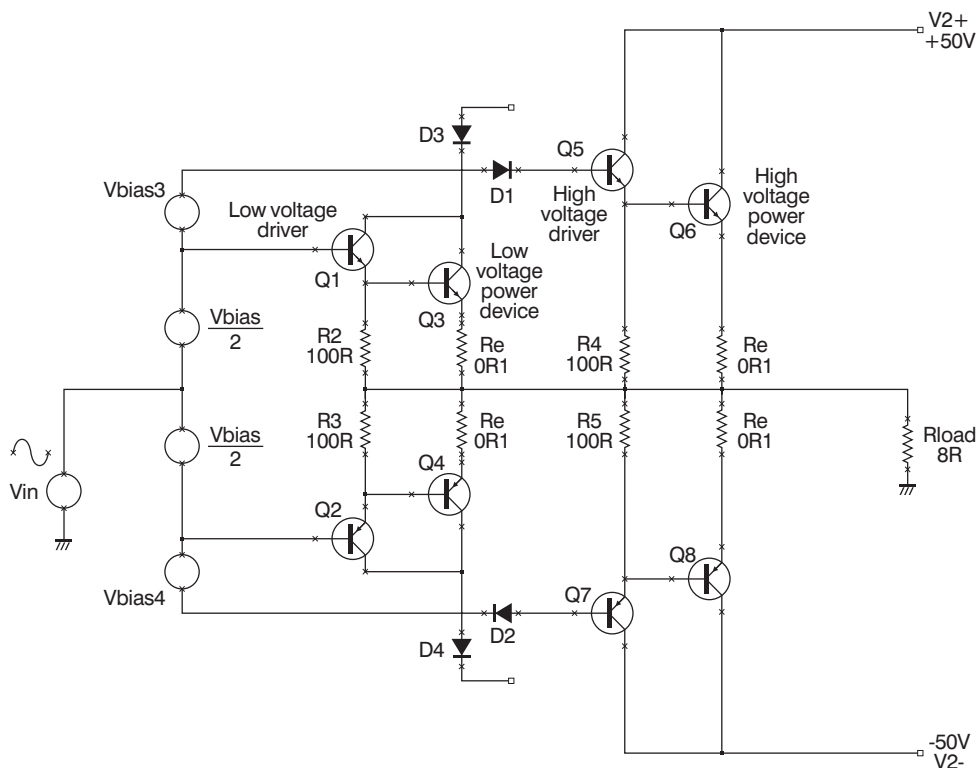 V2+
+50V
D3
Q5
Vbias3
D1
High
voltage
driver
High
voltage
power
device
Q6
Low voltage
driver
Q1
Low
voltage
power
device
Q3
Vbias
2
R2
100R
Re
0R1
R4
100R
Re
0R1
R3
100R
Re
0R1
R5
100R
Re
0R1
Vbias
2
Rload
8R
Vin
Q2
Q4
Q8
Vbias4
Q7
D2
D4
-50V
V2-